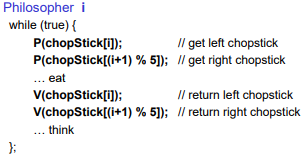 Philosopher i
while (true) {
P(chopStick[i]); // get left chopstick
P(chopStick[(i+1) % 5]); // get right chopstick
… eat
V(chopStick[i]); // return left chopstick
V(chopStick[(i+1) % 5]); // return right chopstick
… think
};